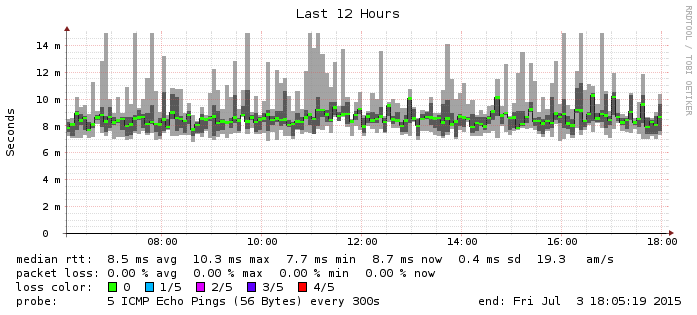 Last 12 Hours
RRDTOOL / TOBI OETIKER
Seconds
14 m
12 m
10 m
8 m
6 m
4 m
2 m
0
08:00 10:00 12:00 14:00 16:00 18:00
median rtt: 8.5 ms avg 10.3 ms max 7.7 ms min 8.7 ms now 0.4 ms sd 19.3 am/s
packet loss: 0.00 % avg 0.00 % max 0.00 % min 0.00 % now
loss color: 0 1/5 2/5 3/5 4/5
probe: 5 ICMP Echo Pings (56 Bytes) every 300s end: Fri Jul 3 18:05:19 2015